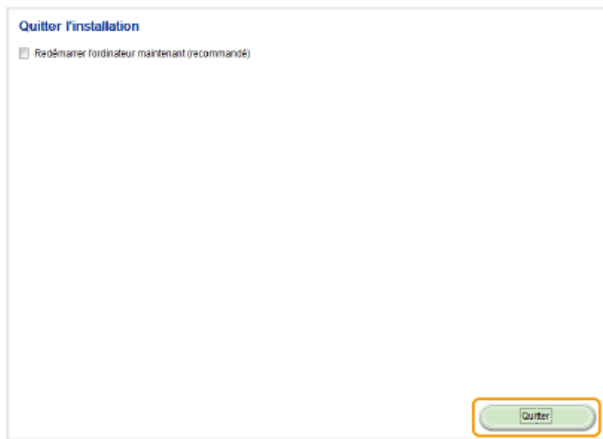 Quitter l'installation
Redémarrer l'ordinateur maintenant (recommandé)
Quitter